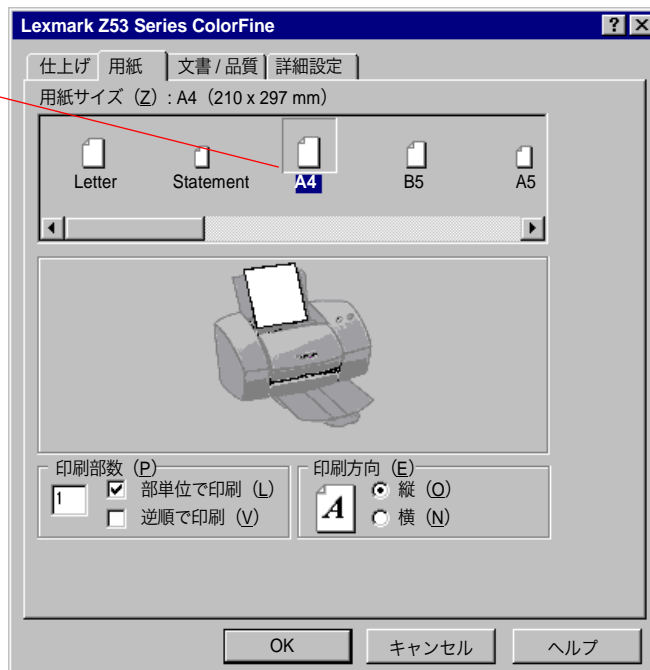 Lexmark Z53 Series ColorFine
仕上げ 用紙 文書 / 品質 詳細設定
用紙サイズ（Z）: A4（210 x 297 mm）
Letter Statement A4 B5 A5
印刷部数（P） 印刷方向（E）
1 部単位で印刷（L） A 縦（O）
逆順で印刷（V） 横（N）
OK キャンセル ヘルプ